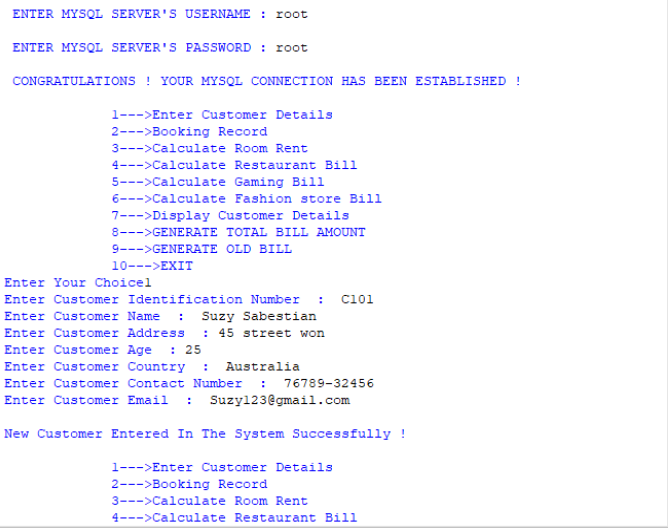 ENTER MYSQL SERVER'S USERNAME : root
ENTER MYSQL SERVER'S PASSWORD : root
CONGRATULATIONS ! YOUR MYSQL CONNECTION HAS BEEN ESTABLISHED !
1--->Enter Customer Details
2--->Booking Record
3--->Calculate Room Rent
4--->Calculate Restaurant Bill
5--->Calculate Gaming Bill
6--->Calculate Fashion store Bill
7--->Display Customer Details
8--->GENERATE TOTAL BILL AMOUNT
9--->GENERATE OLD BILL
10--->EXIT
Enter Your Choice1
Enter Customer Identification Number  :  C101
Enter Customer Name  :  Suzy Sabestian
Enter Customer Address  : 45 street won
Enter Customer Age  : 25
Enter Customer Country  :  Australia
Enter Customer Contact Number  :  76789-32456
Enter Customer Email  :  Suzy123@gmail.com
New Customer Entered In The System Successfully !
1--->Enter Customer Details
2--->Booking Record
3--->Calculate Room Rent
4--->Calculate Restaurant Bill